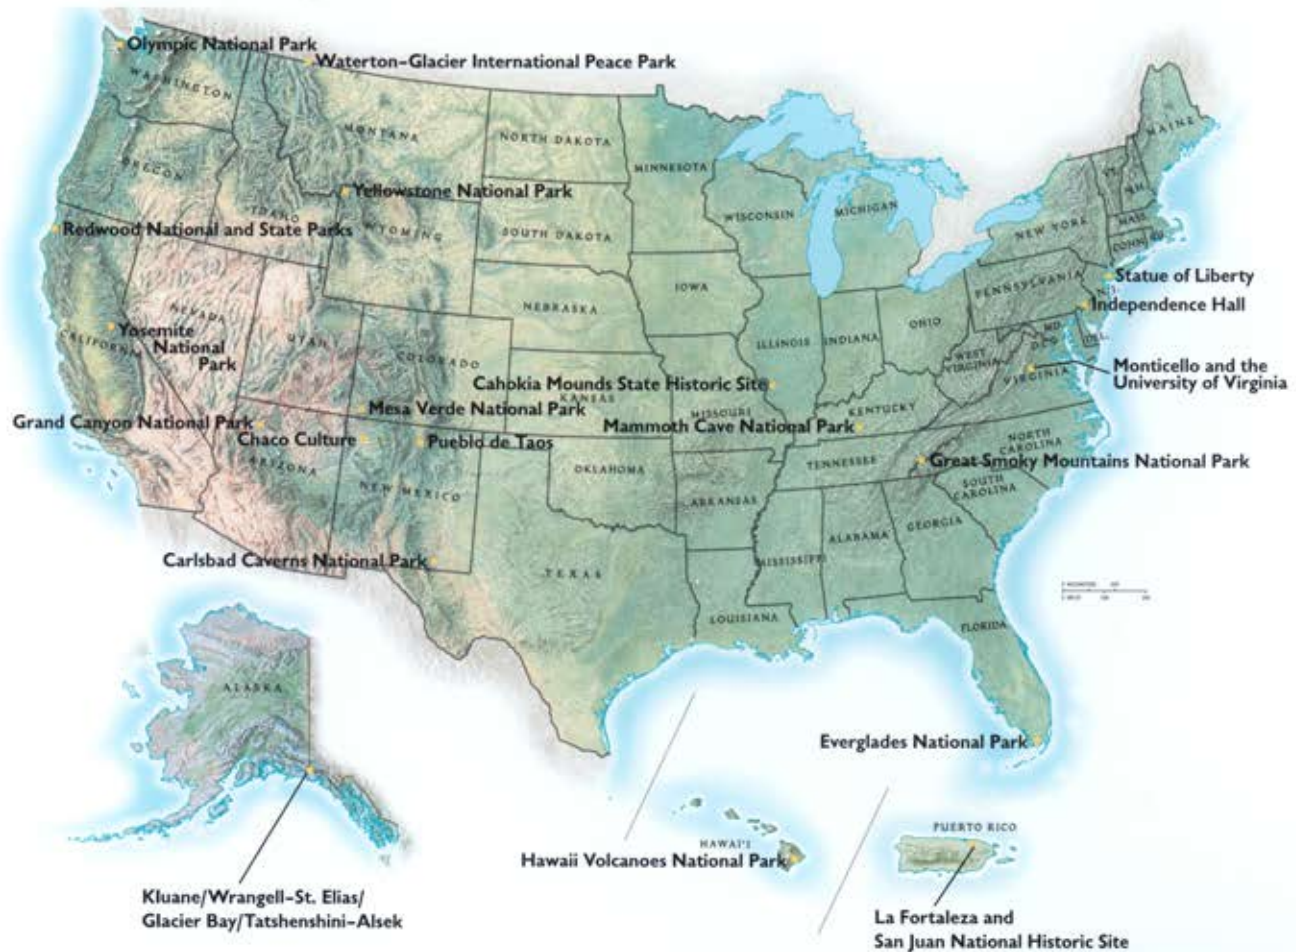 Olympic National Park
Waterton–Glacier International Peace Park
WASHINGTON
MONTANA
NORTH DAKOTA
MINNESOTA
MAINE
OREGON
VT.
N.H.
Yellowstone National Park
IDAHO
WYOMING
SOUTH DAKOTA
WISCONSIN
MICHIGAN
NEW YORK
MASS.
CONN.
Redwood National and State Parks
Statue of Liberty
PENNSYLVANIA
N.J.
Independence Hall
IOWA
NEBRASKA
NEVADA
UTAH
COLORADO
ILLINOIS
INDIANA
OHIO
MD.
DEL.
D.C.
CALIFORNIA
Yosemite
National
Park
WEST
VIRGINIA
VIRGINIA
Monticello and the
University of Virginia
Cahokia Mounds State Historic Site
KANSAS
MISSOURI
KENTUCKY
Mesa Verde National Park
Grand Canyon National Park
Mammoth Cave National Park
Chaco Culture
Pueblo de Taos
NORTH
CAROLINA
Great Smoky Mountains National Park
TENNESSEE
ARIZONA
NEW MEXICO
OKLAHOMA
ARKANSAS
SOUTH
CAROLINA
GEORGIA
ALABAMA
MISSISSIPPI
Carlsbad Caverns National Park
TEXAS
LOUISIANA
FLORIDA
ALASKA
Everglades National Park
HAWAI'I
Hawaii Volcanoes National Park
PUERTO RICO
Kluane/Wrangell–St. Elias/
Glacier Bay/Tatshenshini–Alsek
La Fortaleza and
San Juan National Historic Site